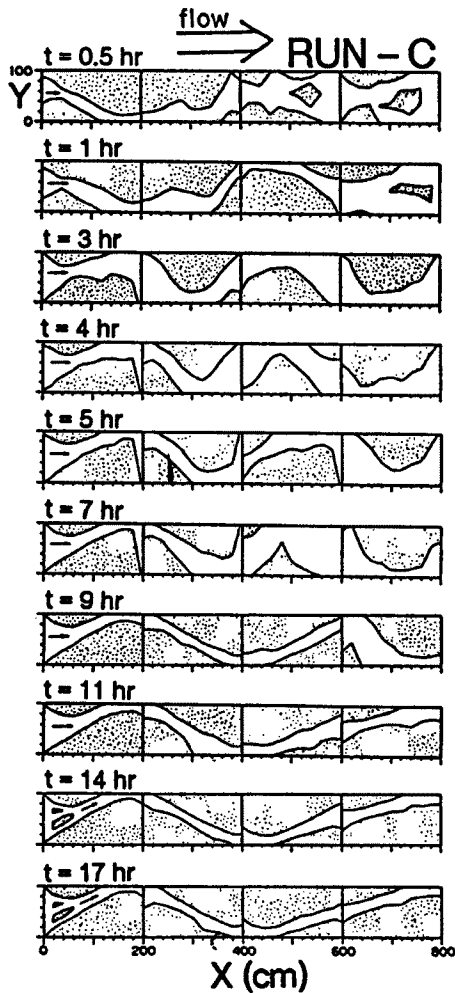 flow
RUN – C
t = 0.5 hr
100
Y
0
t = 1 hr
t = 3 hr
t = 4 hr
t = 5 hr
t = 7 hr
t = 9 hr
t = 11 hr
t = 14 hr
t = 17 hr
0 200 400 600 800
X (cm)